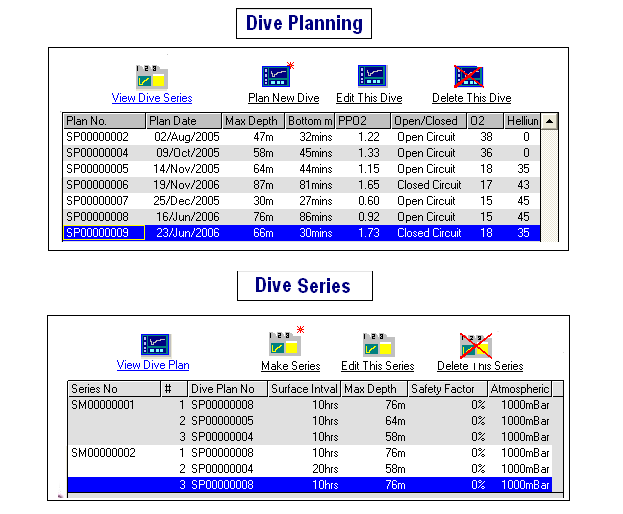 Dive Planning
View Dive Series Plan New Dive Edit This Dive Delete This Dive
Plan No. Plan Date Max Depth Bottom m PPO2 Open/Closed O2 Helliun
SP00000002 02/Aug/2005 47m 32mins 1.22 Open Circuit 38 0
SP00000004 09/Oct/2005 58m 45mins 1.33 Open Circuit 36 0
SP00000005 14/Nov/2005 64m 44mins 1.15 Open Circuit 18 35
SP00000006 19/Nov/2006 87m 81mins 1.65 Closed Circuit 17 43
SP00000007 25/Dec/2005 30m 27mins 0.60 Open Circuit 15 45
SP00000008 16/Jun/2006 76m 86mins 0.92 Open Circuit 15 45
SP00000009 23/Jun/2006 66m 30mins 1.73 Closed Circuit 18 35
Dive Series
View Dive Plan Make Series Edit This Series Delete This Series
Series No # Dive Plan No Surface Intval Max Depth Safety Factor Atmospheric
SM00000001 1 SP00000008 10hrs 76m 0% 1000mBar
2 SP00000005 10hrs 64m 0% 1000mBar
3 SP00000004 10hrs 58m 0% 1000mBar
SM00000002 1 SP00000008 10hrs 76m 0% 1000mBar
2 SP00000004 20hrs 58m 0% 1000mBar
3 SP00000008 10hrs 76m 0% 1000mBar